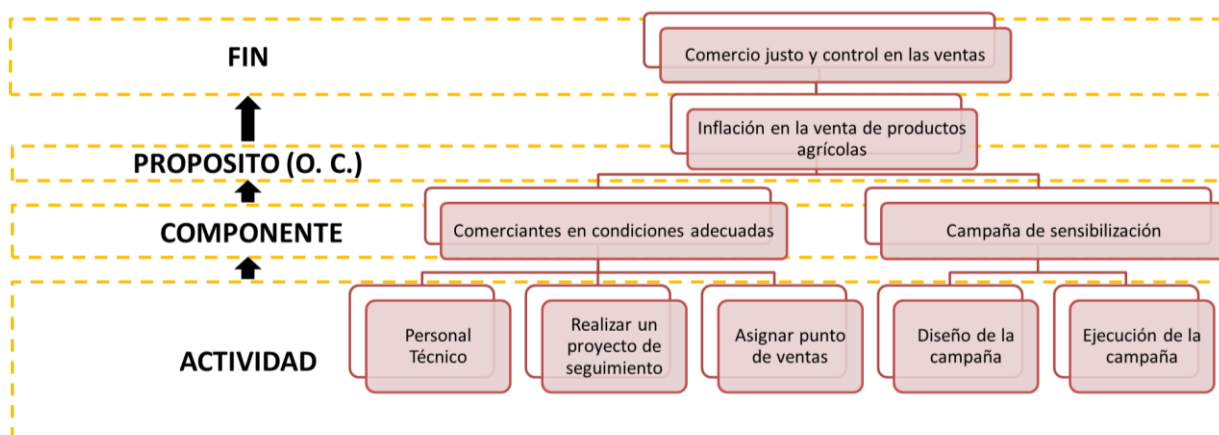 FIN
Comercio justo y control en las ventas
Inflación en la venta de productos
agrícolas
PROPOSITO (O. C.)
COMPONENTE
Comerciantes en condiciones adecuadas
Campaña de sensibilización
ACTIVIDAD
Personal
Técnico
Realizar un
proyecto de
seguimiento
Asignar punto
de ventas
Diseño de la
campaña
Ejecución de la
campaña